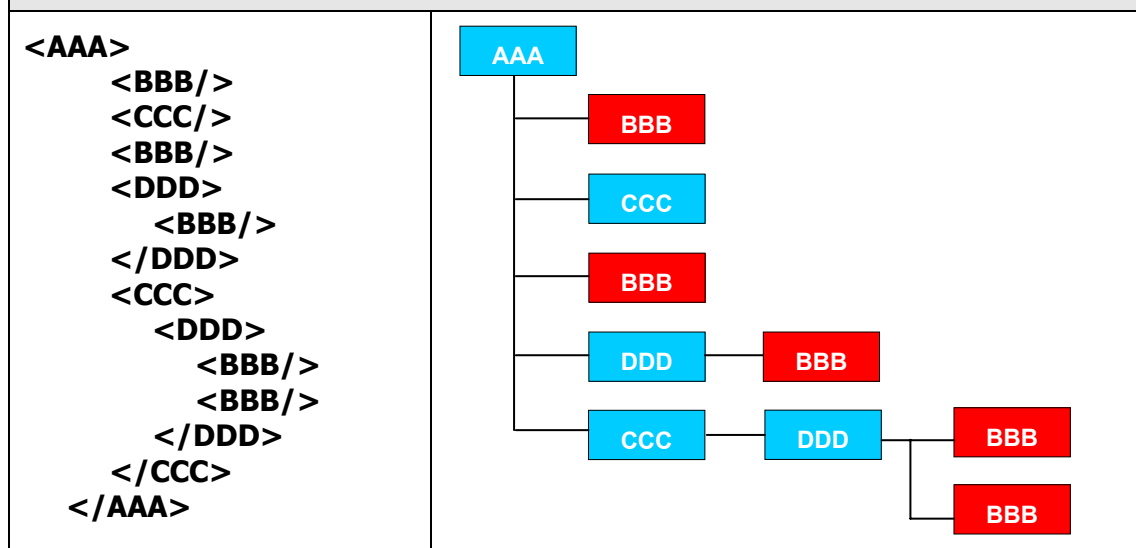 <AAA>
<BBB/>
<CCC/>
<BBB/>
<DDD>
<BBB/>
</DDD>
<CCC>
<DDD>
<BBB/>
<BBB/>
</DDD>
</CCC>
</AAA>
AAA
BBB
CCC
BBB
DDD BBB
CCC DDD BBB
BBB